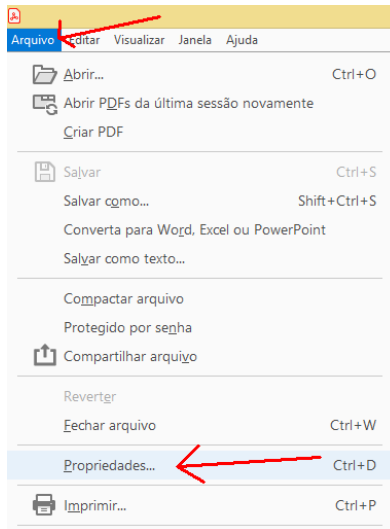 Arquivo Editar Visualizar Janela Ajuda
Abrir... Ctrl+O
Abrir PDFs da última sessão novamente
Criar PDF
Salvar Ctrl+S
Salvar como... Shift+Ctrl+S
Converta para Word, Excel ou PowerPoint
Salvar como texto...
Compactar arquivo
Protegido por senha
Compartilhar arquivo
Reverter
Fechar arquivo Ctrl+W
Propriedades... Ctrl+D
Imprimir... Ctrl+P